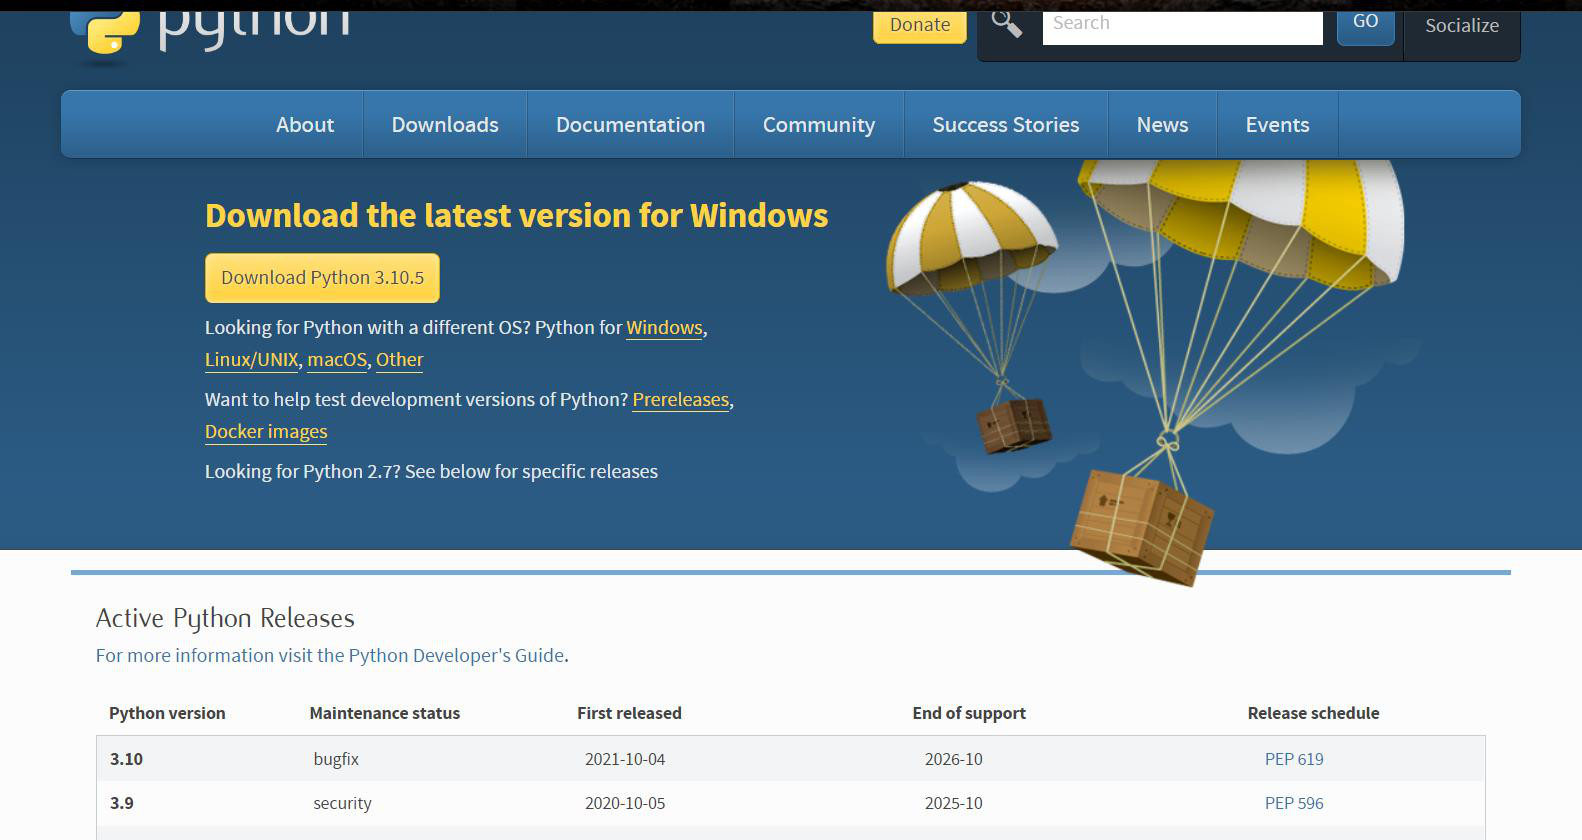 python
Donate
Search
GO
Socialize
About Downloads Documentation Community Success Stories News Events
Download the latest version for Windows
Download Python 3.10.5
Looking for Python with a different OS? Python for Windows,
Linux/UNIX, macOS, Other
Want to help test development versions of Python? Prereleases,
Docker images
Looking for Python 2.7? See below for specific releases
Active Python Releases
For more information visit the Python Developer's Guide.
Python version Maintenance status First released End of support Release schedule
3.10 bugfix 2021-10-04 2026-10 PEP 619
3.9 security 2020-10-05 2025-10 PEP 596